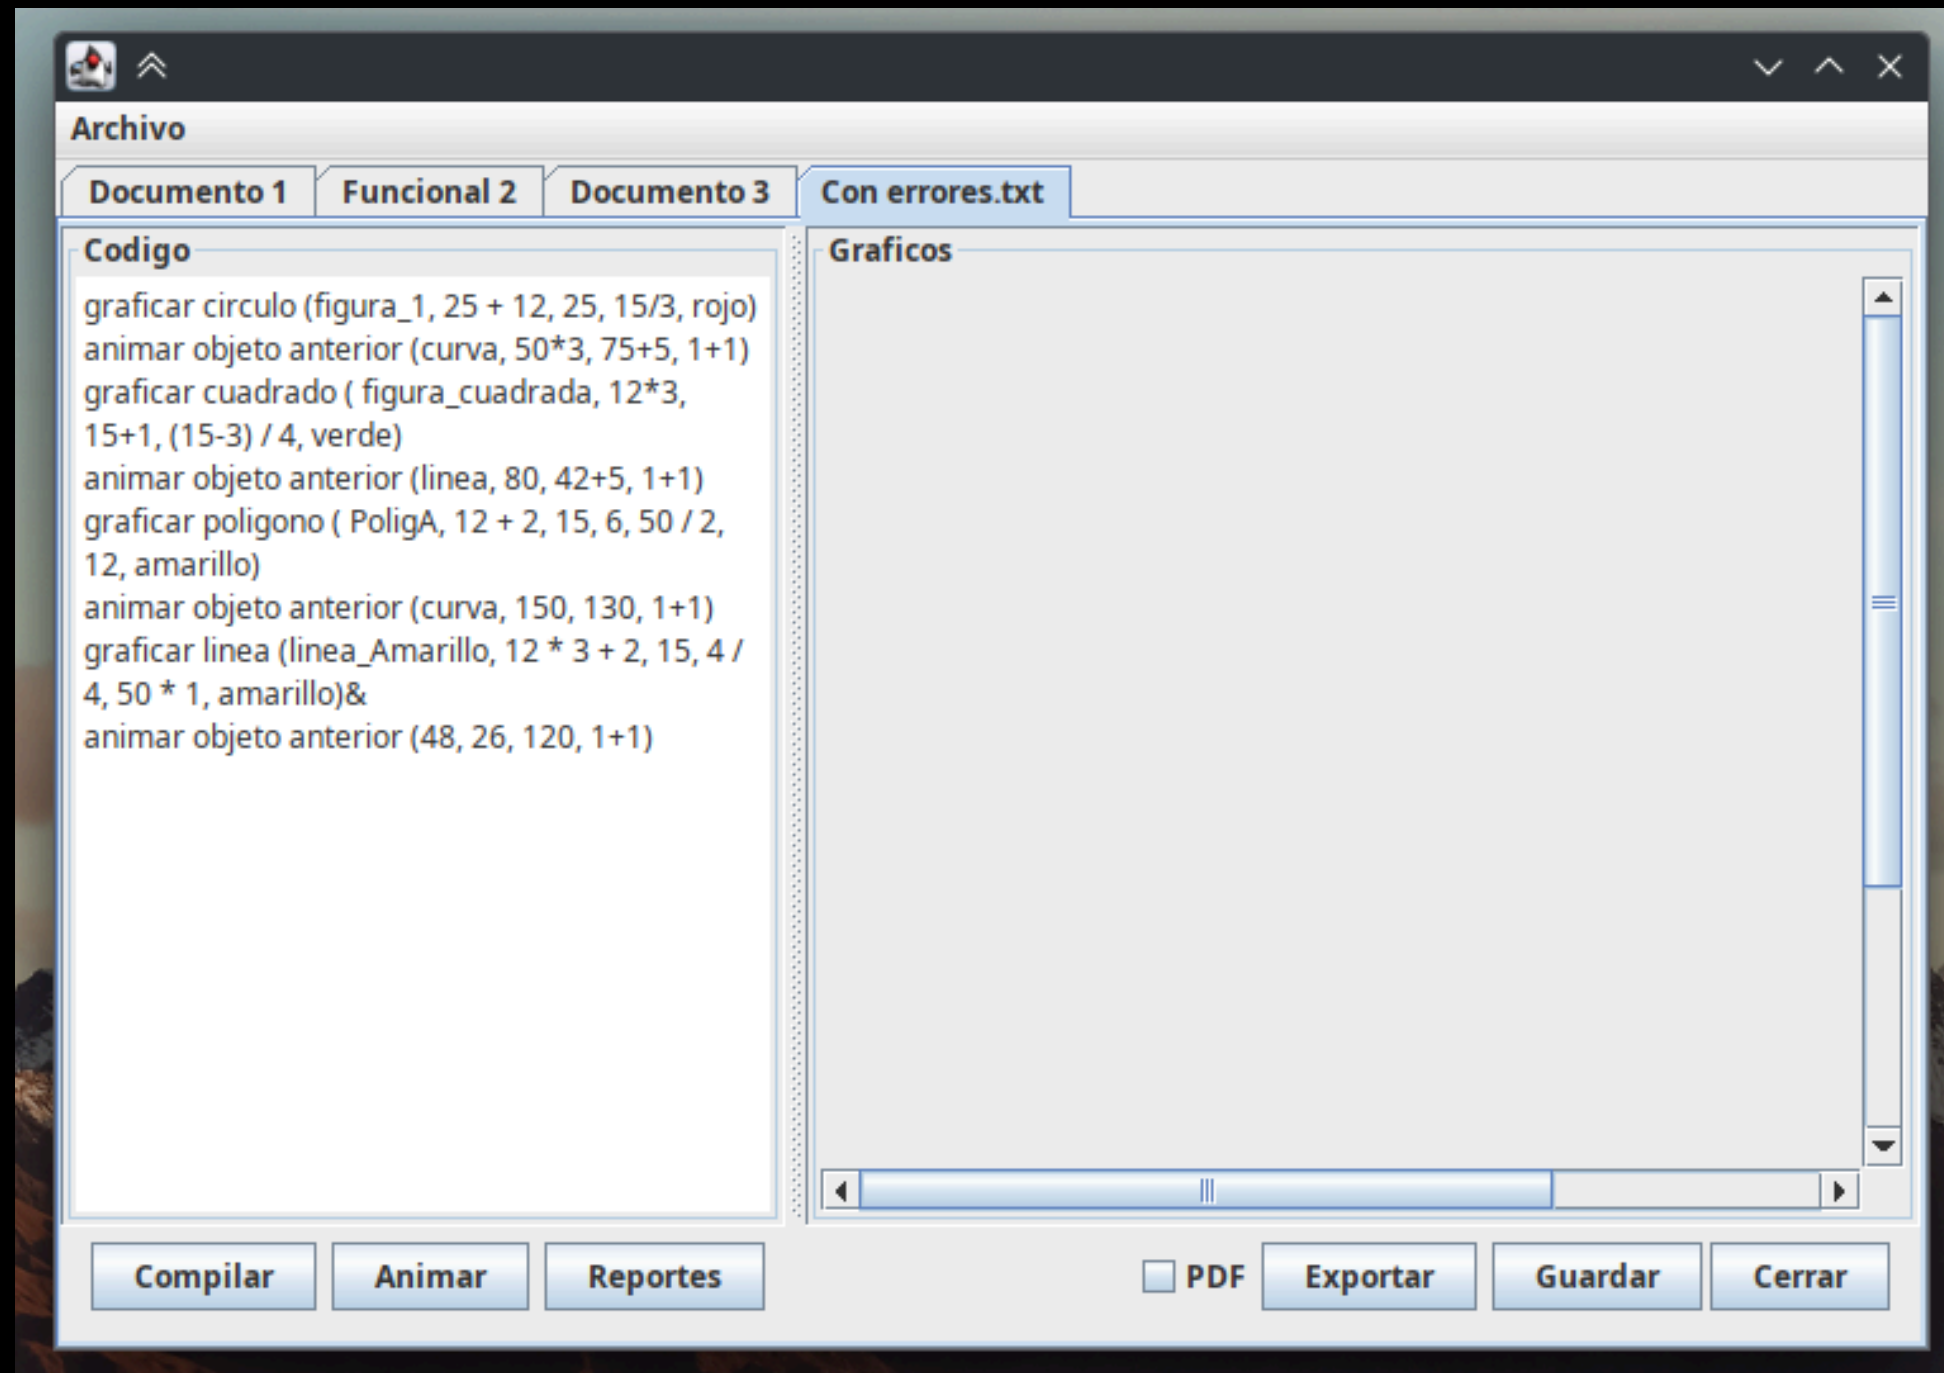 Archivo
Documento 1
Funcional 2
Documento 3
Con errores.txt
Codigo
graficar circulo (figura_1, 25 + 12, 25, 15/3, rojo)
animar objeto anterior (curva, 50*3, 75+5, 1+1)
graficar cuadrado ( figura_cuadrada, 12*3,
15+1, (15-3) / 4, verde)
animar objeto anterior (linea, 80, 42+5, 1+1)
graficar poligono ( PoligA, 12 + 2, 15, 6, 50 / 2,
12, amarillo)
animar objeto anterior (curva, 150, 130, 1+1)
graficar linea (linea_Amarillo, 12 * 3 + 2, 15, 4 /
4, 50 * 1, amarillo)&
animar objeto anterior (48, 26, 120, 1+1)
Graficos
Compilar
Animar
Reportes
PDF
Exportar
Guardar
Cerrar